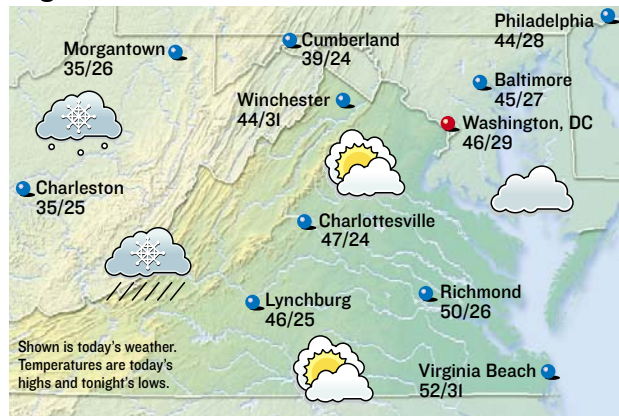 Philadelphia
44/28
Morgantown
35/26
Cumberland
39/24
Baltimore
45/27
Winchester
44/31
Washington, DC
46/29
Charleston
35/25
Charlottesville
47/24
Lynchburg
46/25
Richmond
50/26
Shown is today's weather.
Temperatures are today's
highs and tonight's lows.
Virginia Beach
52/31